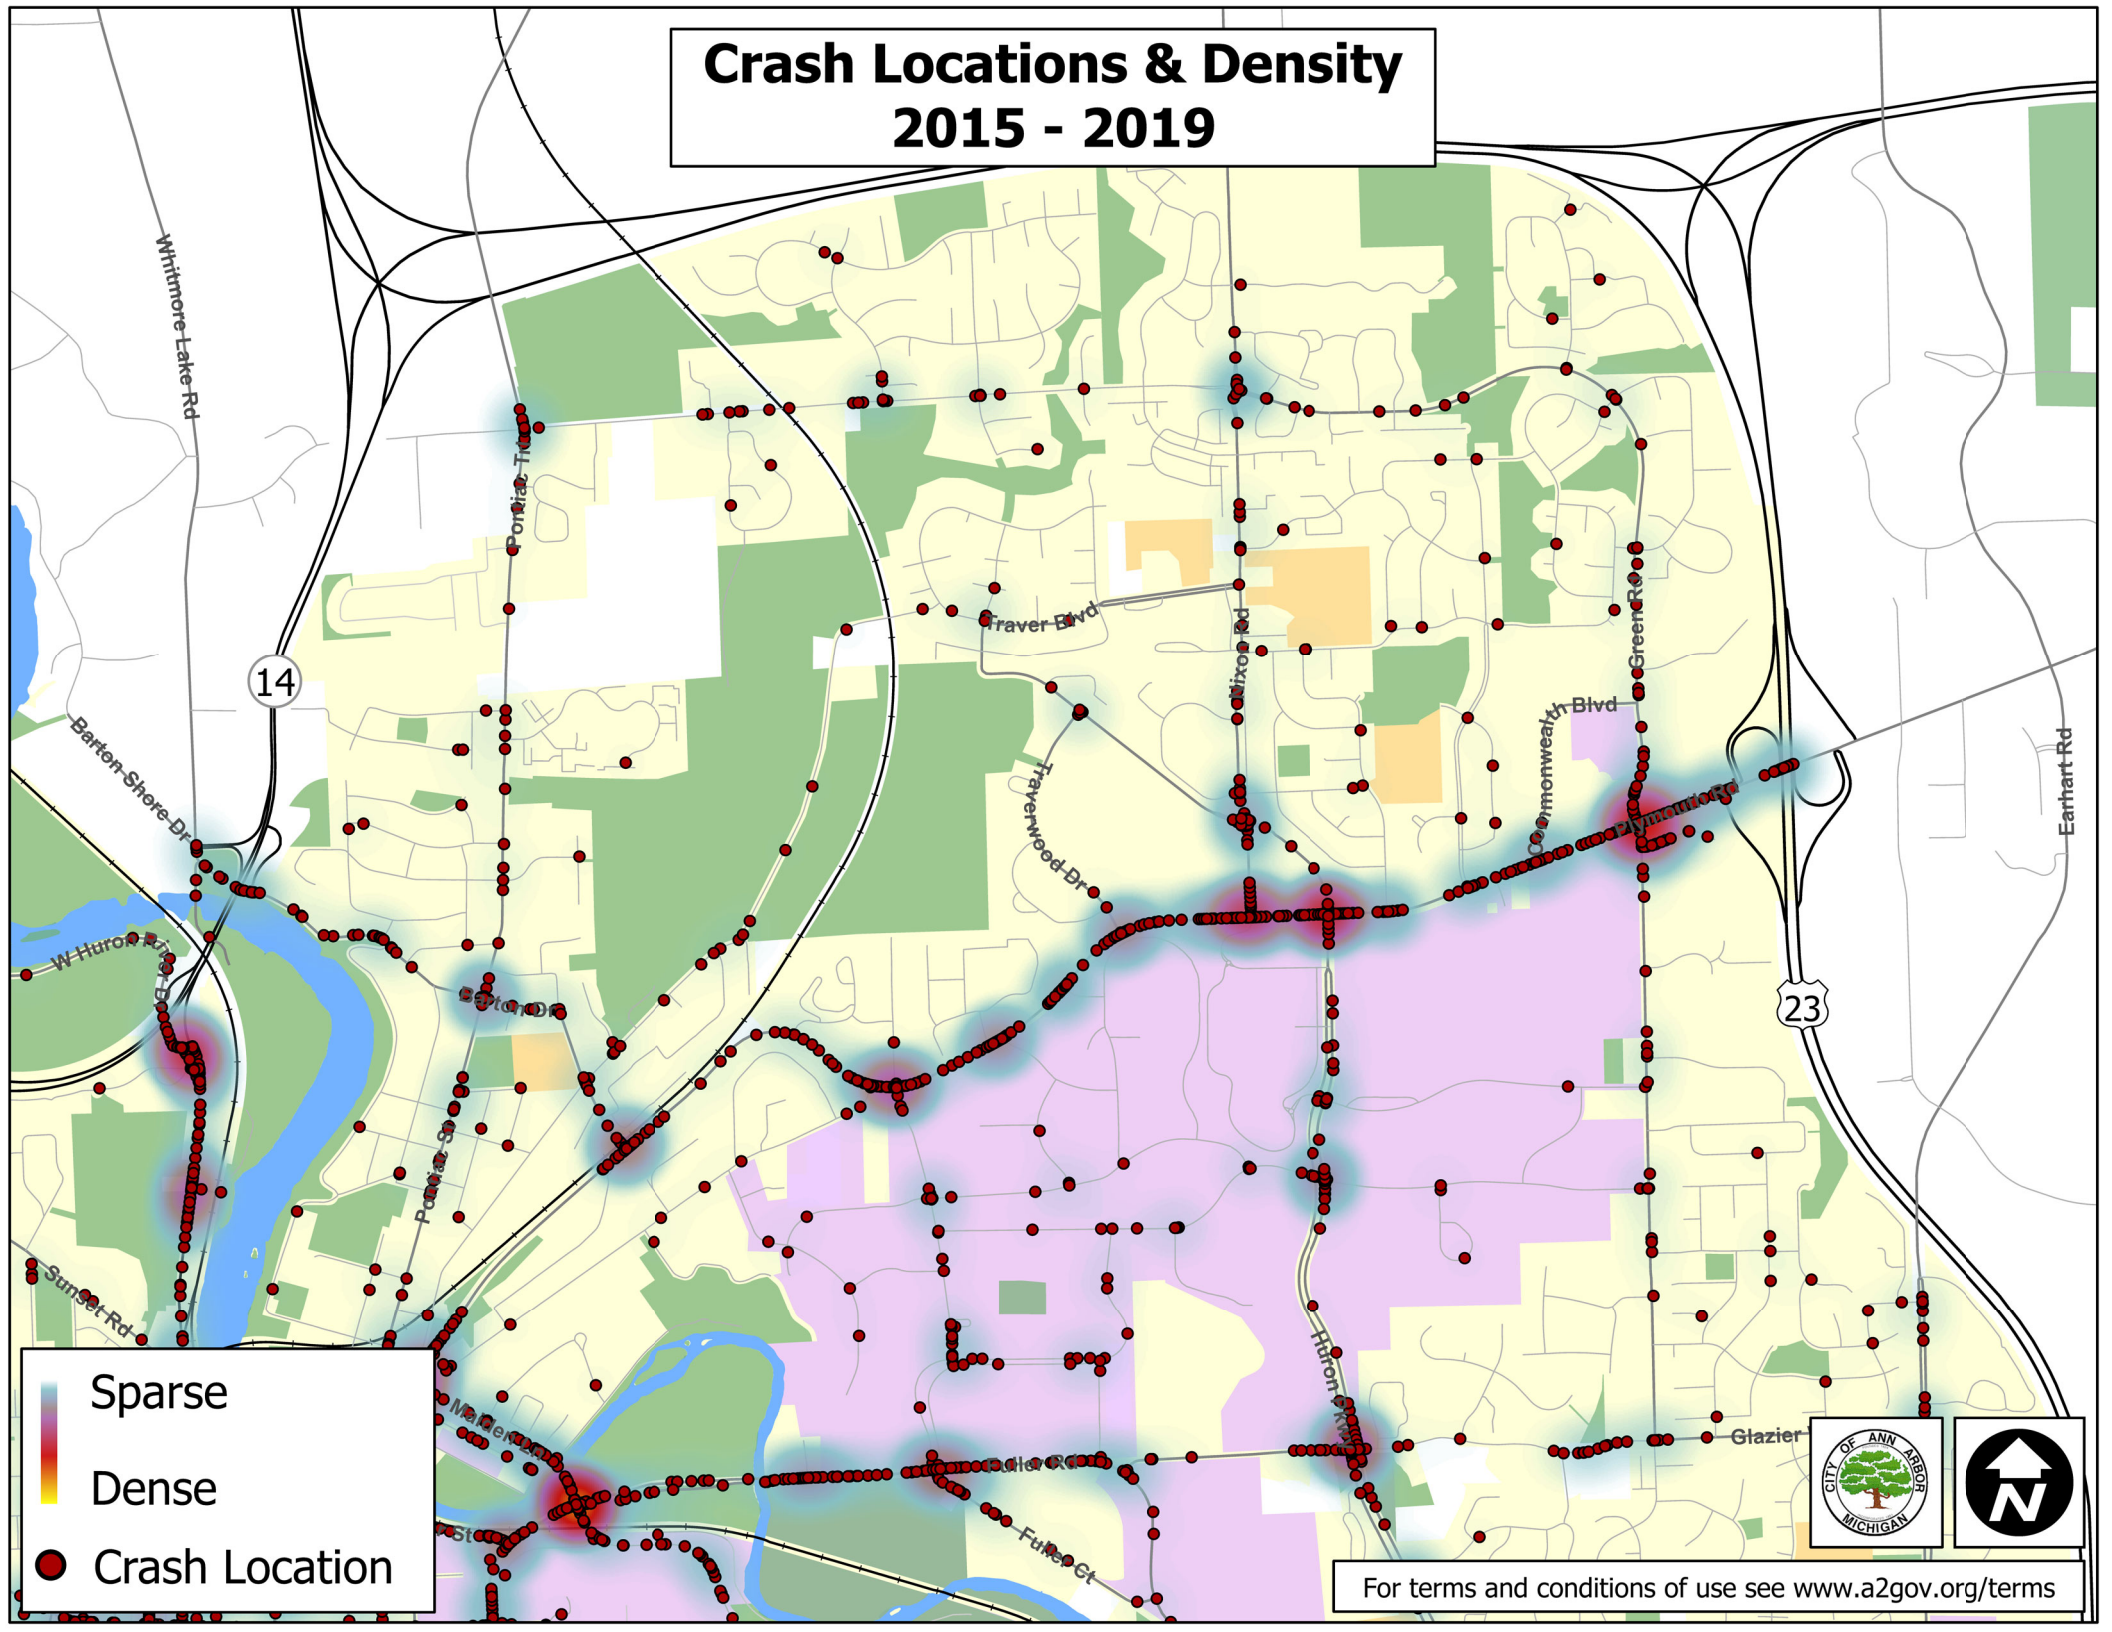 Crash Locations & Density
2015 - 2019
Whitmore Lake Rd
Pontiac Trl
14
Barton Shore Dr
W Huron River Dr
Traver Blvd
Nixon Rd
Green Rd
Commonwealth Blvd
Plymouth Rd
Earhart Rd
Traverwood Dr
Barton Dr
23
Pontiac St
Sunset Rd
Huron Pkwy
Maiden Ln
Fuller Rd
Glazier
St
Fuller Ct
Sparse
Dense
Crash Location
CITY OF ANN ARBOR
MICHIGAN
N
For terms and conditions of use see www.a2gov.org/terms